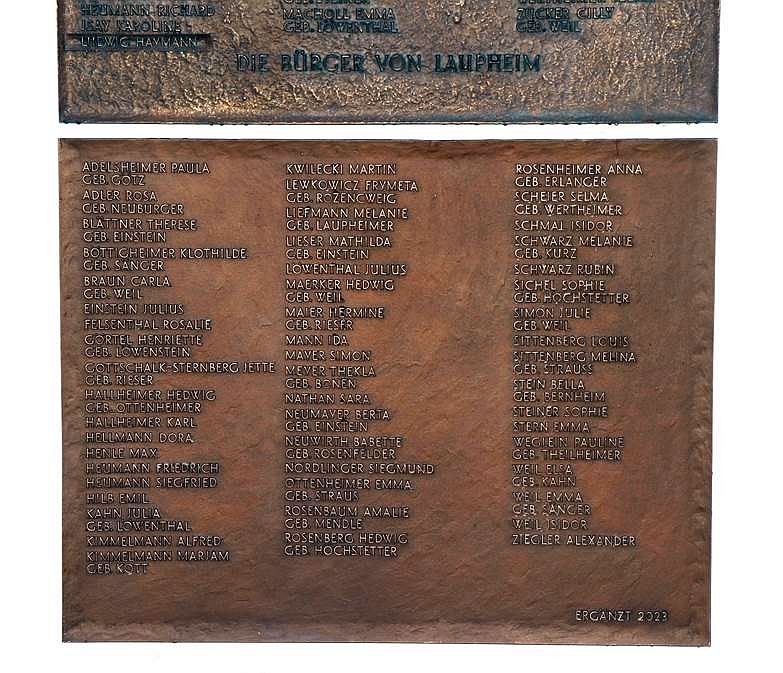 HEUMANN RICHARD
MACHOLL EMMA
GEB. LÖWENTHAL
ZÜCKER CILLY
GEB. WEIL
LUDWIG HAYMANN
DIE BÜRGER VON LAUPHEIM
ADELSHEIMER PAULA
GEB. GÖTZ
ADLER ROSA
GEB. NEUBURGER
BLATTNER THERESE
GEB. EINSTEIN
BOTTIGHEIMER KLOTHILDE
GEB. SÄNGER
BRAUN CARLA
GEB. WEIL
EINSTEIN JULIUS
FELSENTHAL ROSALIE
GÖRTEL HENRIETTE
GEB. LÖWENSTEIN
GOTTSCHALK-STERNBERG JETTE
GEB. RIESER
HALLHEIMER HEDWIG
GEB. OTTENHEIMER
HALLHEIMER KARL
HELLMANN DORA
HENLE MAX
HEUMANN FRIEDRICH
HEUMANN SIEGFRIED
HILB EMIL
KAHN JULIA
GEB. LÖWENTHAL
KIMMELMANN ALFRED
KIMMELMANN MARJAM
GEB. KOTT
KWILECKI MARTIN
LEWKOWICZ FRYMETA
GEB. ROZENCWEIG
LIEFMANN MELANIE
GEB. LAUPHEIMER
LIESER MATHILDA
GEB. EINSTEIN
LÖWENTHAL JULIUS
MAERKER HEDWIG
GEB. WEIL
MAIER HERMINE
GEB. RIESER
MANN IDA
MAYER SIMON
MEYER THEKLA
GEB. BONEN
NATHAN SARA
NEUMAYER BERTA
GEB. EINSTEIN
NEUWIRTH BABETTE
GEB. ROSENFELDER
NÖRDLINGER SIEGMUND
OTTENHEIMER EMMA
GEB. STRAUS
ROSENBAUM AMALIE
GEB. MENDLE
ROSENBERG HEDWIG
GEB. HOCHSTETTER
ROSENHEIMER ANNA
GEB. ERLANGER
SCHEIER SELMA
GEB. WERTHEIMER
SCHMAL ISIDOR
SCHWARZ MELANIE
GEB. KURZ
SCHWARZ RUBIN
SICHEL SOPHIE
GEB. HOCHSTETTER
SIMON JULIE
GEB. WEIL
SITTENBERG LOUIS
SITTENBERG MELINA
GEB. STRAUSS
STEIN BELLA
GEB. BERNHEIM
STEINER SOPHIE
STERN EMMA
WEGLEIN PAULINE
GEB. THEILHEIMER
WEIL ELSA
GEB. KAHN
WEIL EMMA
GEB. SÄNGER
WEIL ISIDOR
ZIEGLER ALEXANDER
ERGÄNZT 2023